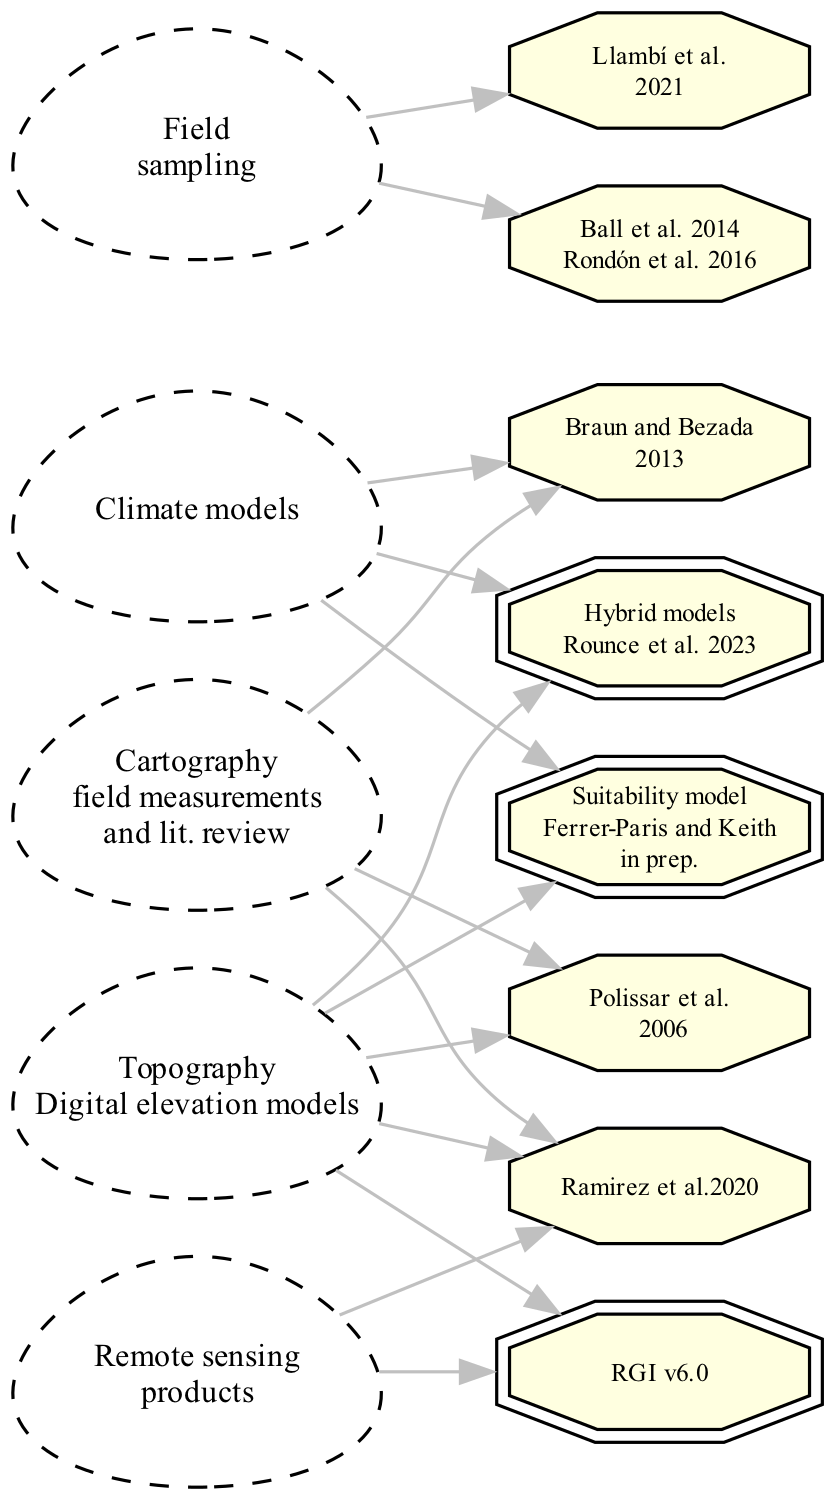 Field
sampling
Llambí et al.
2021
Ball et al. 2014
Rondón et al. 2016
Climate models
Braun and Bezada
2013
Hybrid models
Rounce et al. 2023
Cartography
field measurements
and lit. review
Suitability model
Ferrer-Paris and Keith
in prep.
Topography
Digital elevation models
Polissar et al.
2006
Ramirez et al.2020
Remote sensing
products
RGI v6.0